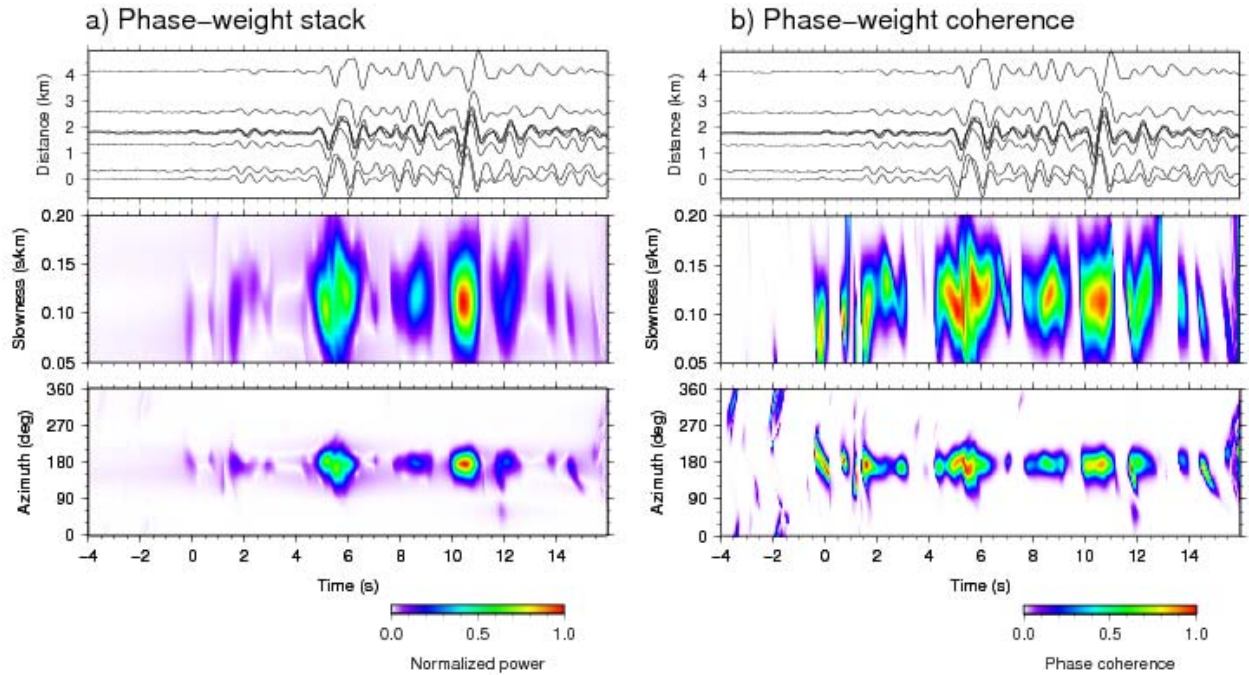 a) Phase-weight stack
Distance (km)
4
3
2
1
0
Slowness (s/km)
0.20
0.15
0.10
0.05
Azimuth (deg)
360
270
180
90
0
-4 -2 0 2 4 6 8 10 12 14
Time (s)
0.0 0.5 1.0
Normalized power
b) Phase-weight coherence
Distance (km)
4
3
2
1
0
Slowness (s/km)
0.20
0.15
0.10
0.05
Azimuth (deg)
360
270
180
90
0
-4 -2 0 2 4 6 8 10 12 14
Time (s)
0.0 0.5 1.0
Phase coherence